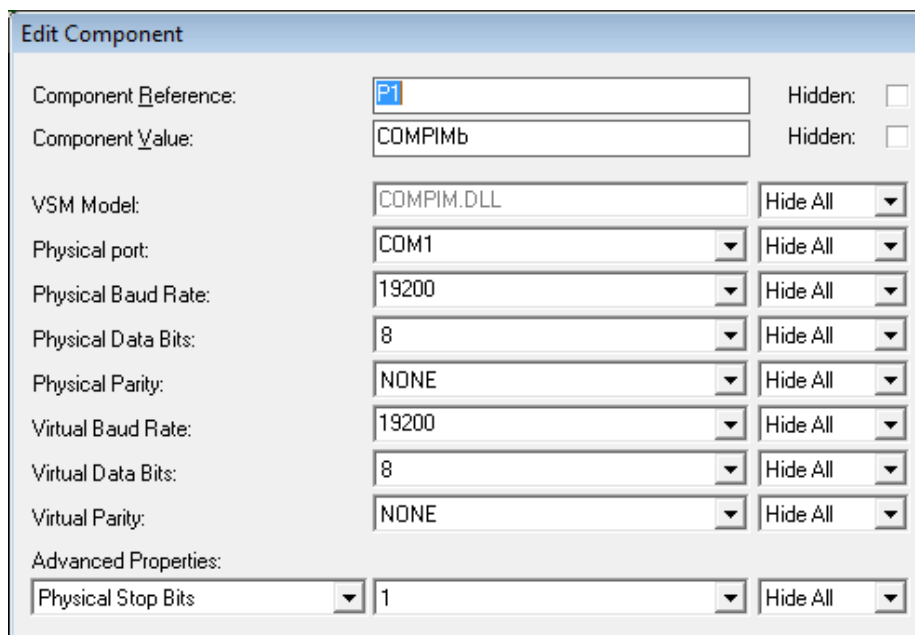 Edit Component
Component Reference: P1 Hidden:
Component Value: COMPIMb Hidden:
VSM Model: COMPIM.DLL Hide All
Physical port: COM1 Hide All
Physical Baud Rate: 19200 Hide All
Physical Data Bits: 8 Hide All
Physical Parity: NONE Hide All
Virtual Baud Rate: 19200 Hide All
Virtual Data Bits: 8 Hide All
Virtual Parity: NONE Hide All
Advanced Properties:
Physical Stop Bits 1 Hide All